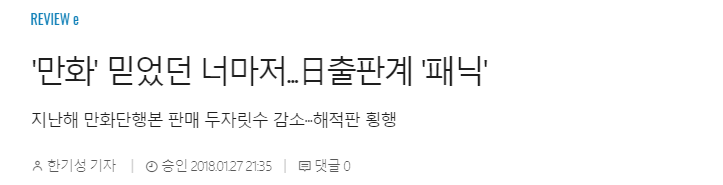 REVIEW e
'만화' 믿었던 너마저...日출판계 '패닉'
지난해 만화단행본 판매 두자릿수 감소…해적판 횡행
한기성 기자 | 승인 2018.01.27 21:35 | 댓글 0